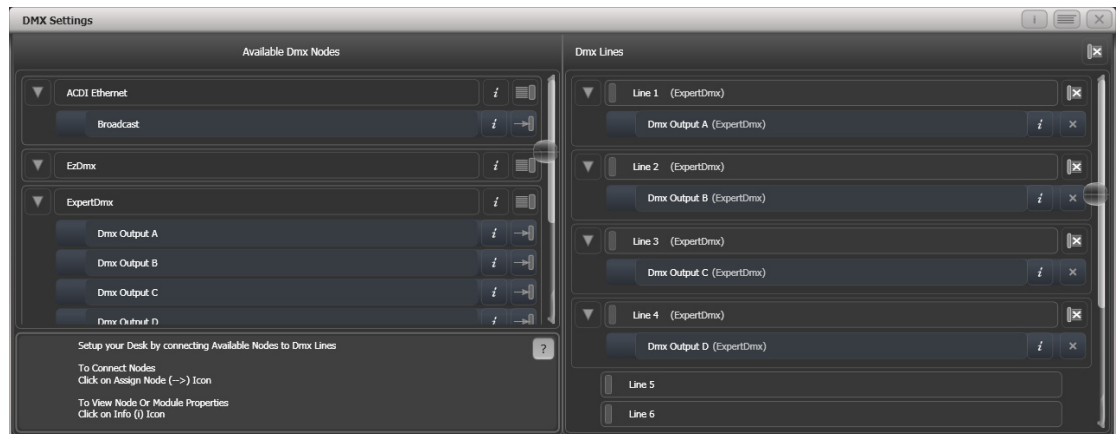 DMX Settings
i
Available Dmx Nodes
Dmx Lines
ACDI Ethernet i
Broadcast i
EzDmx i
ExpertDmx i
Dmx Output A i
Dmx Output B i
Dmx Output C i
Dmx Output D i
Setup your Desk by connecting Available Nodes to Dmx Lines
?
To Connect Nodes
Click on Assign Node (-->) Icon
To View Node Or Module Properties
Click on Info (i) Icon
Line 1 (ExpertDmx)
Dmx Output A (ExpertDmx) i
Line 2 (ExpertDmx)
Dmx Output B (ExpertDmx) i
Line 3 (ExpertDmx)
Dmx Output C (ExpertDmx) i
Line 4 (ExpertDmx)
Dmx Output D (ExpertDmx) i
Line 5
Line 6